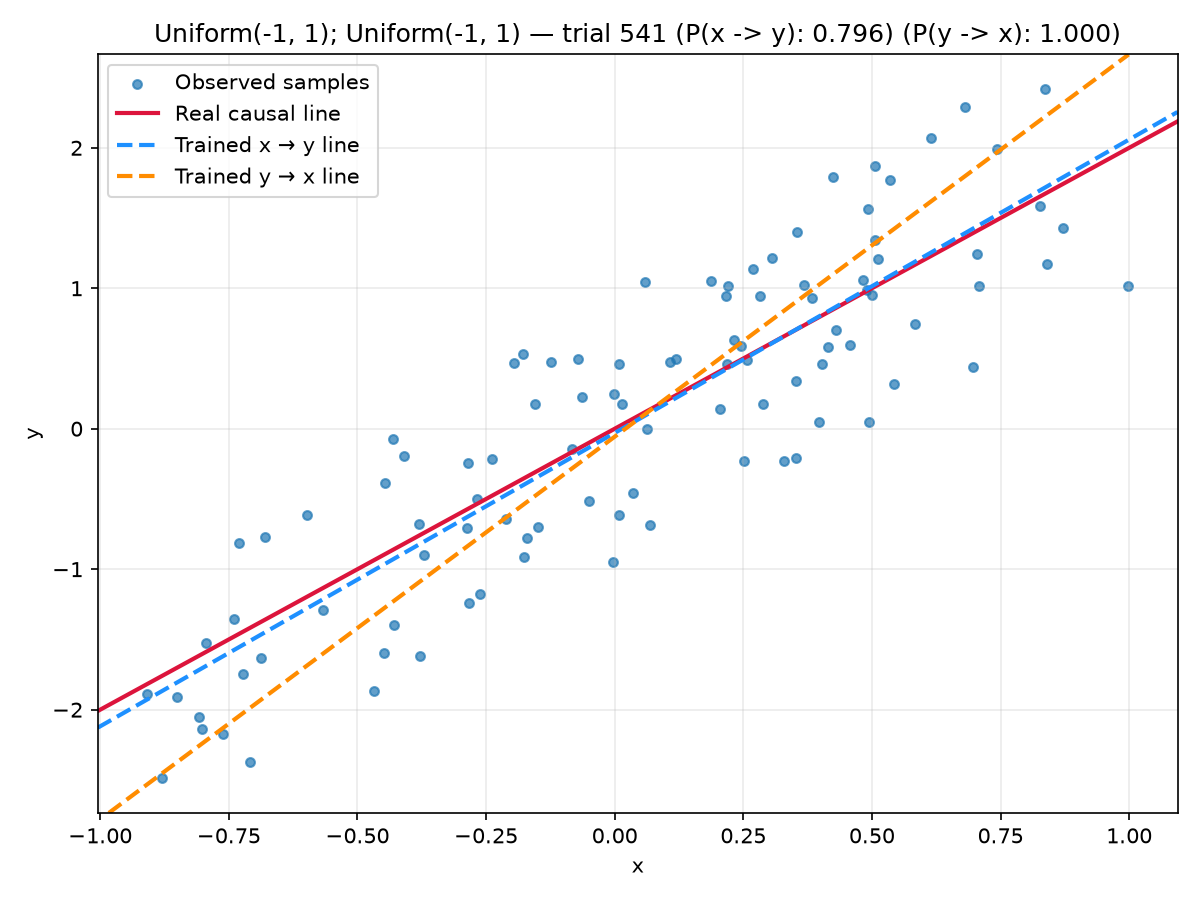 Uniform(-1, 1); Uniform(-1, 1) — trial 541 (P(x -> y): 0.796) (P(y -> x): 1.000)
Observed samples
Real causal line
Trained x → y line
Trained y → x line
2
1
0
−1
−2
y
−1.00 −0.75 −0.50 −0.25 0.00 0.25 0.50 0.75 1.00
x